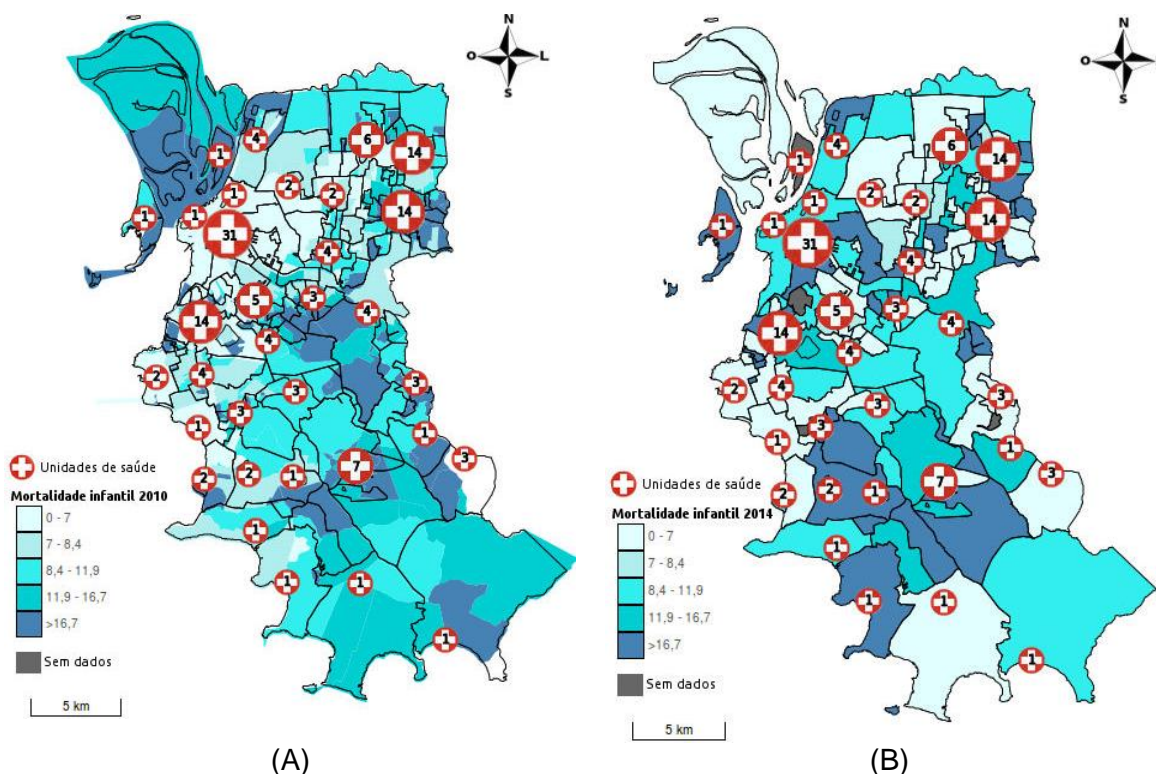 N
O
L
S
4
1
6
14
1
2
2
1
1
14
31
4
5
3
14
4
4
2
4
3
3
3
1
1
3
2
2
1
7
1
1
1
1
Unidades de saúde
Mortalidade infantil 2010
0 - 7
7 - 8,4
8,4 - 11,9
11,9 - 16,7
>16,7
Sem dados
5 km
(A)
N
O
S
4
1
6
14
1
2
2
1
1
14
31
4
5
3
14
4
4
2
4
3
3
3
1
1
3
2
2
1
7
1
1
1
1
Unidades de saúde
Mortalidade infantil 2014
0 - 7
7 - 8,4
8,4 - 11,9
11,9 - 16,7
>16,7
Sem dados
5 km
(B)